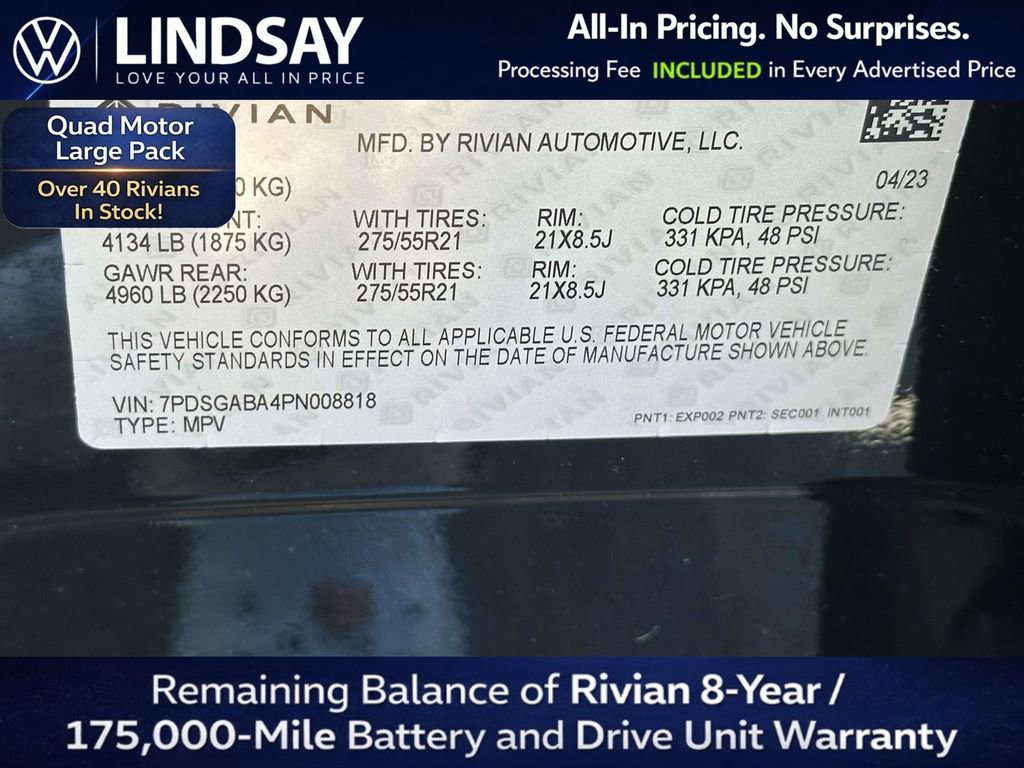 LINDSAY
LOVE YOUR ALL IN PRICE
All-In Pricing. No Surprises.
Processing Fee INCLUDED in Every Advertised Price
RIVIAN
MFD. BY RIVIAN AUTOMOTIVE, LLC.
Quad Motor
Large Pack
Over 40 Rivians
In Stock!
0 KG)
04/23
NT: WITH TIRES: RIM: COLD TIRE PRESSURE:
4134 LB (1875 KG) 275/55R21 21X8.5J 331 KPA, 48 PSI
GAWR REAR: WITH TIRES: RIM: COLD TIRE PRESSURE:
4960 LB (2250 KG) 275/55R21 21X8.5J 331 KPA, 48 PSI
THIS VEHICLE CONFORMS TO ALL APPLICABLE U.S. FEDERAL MOTOR VEHICLE
SAFETY STANDARDS IN EFFECT ON THE DATE OF MANUFACTURE SHOWN ABOVE.
VIN: 7PDSGABA4PN008818
TYPE: MPV
PNT1: EXP002 PNT2: SEC001 INT001
Remaining Balance of Rivian 8-Year /
175,000-Mile Battery and Drive Unit Warranty